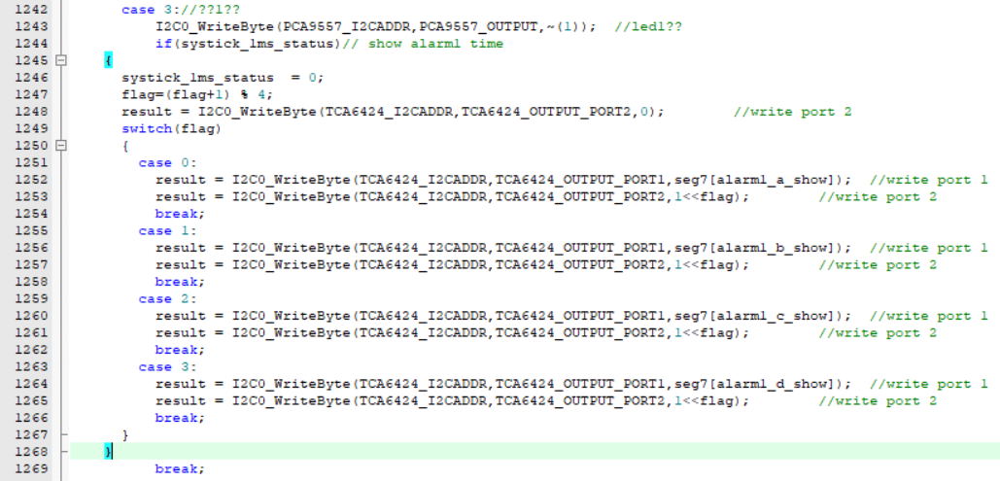 1242 case 3://??1??
1243 I2C0_WriteByte(PCA9557_I2CADDR,PCA9557_OUTPUT,~(1)); //led1??
1244 if(systick_1ms_status)// show alarm1 time
1245 {
1246 systick_1ms_status = 0;
1247 flag=(flag+1) % 4;
1248 result = I2C0_WriteByte(TCA6424_I2CADDR,TCA6424_OUTPUT_PORT2,0); //write port 2
1249 switch(flag)
1250 {
1251 case 0:
1252 result = I2C0_WriteByte(TCA6424_I2CADDR,TCA6424_OUTPUT_PORT1,seg7[alarm1_a_show]); //write port 1
1253 result = I2C0_WriteByte(TCA6424_I2CADDR,TCA6424_OUTPUT_PORT2,1<<flag); //write port 2
1254 break;
1255 case 1:
1256 result = I2C0_WriteByte(TCA6424_I2CADDR,TCA6424_OUTPUT_PORT1,seg7[alarm1_b_show]); //write port 1
1257 result = I2C0_WriteByte(TCA6424_I2CADDR,TCA6424_OUTPUT_PORT2,1<<flag); //write port 2
1258 break;
1259 case 2:
1260 result = I2C0_WriteByte(TCA6424_I2CADDR,TCA6424_OUTPUT_PORT1,seg7[alarm1_c_show]); //write port 1
1261 result = I2C0_WriteByte(TCA6424_I2CADDR,TCA6424_OUTPUT_PORT2,1<<flag); //write port 2
1262 break;
1263 case 3:
1264 result = I2C0_WriteByte(TCA6424_I2CADDR,TCA6424_OUTPUT_PORT1,seg7[alarm1_d_show]); //write port 1
1265 result = I2C0_WriteByte(TCA6424_I2CADDR,TCA6424_OUTPUT_PORT2,1<<flag); //write port 2
1266 break;
1267 }
1268 }
1269 break;